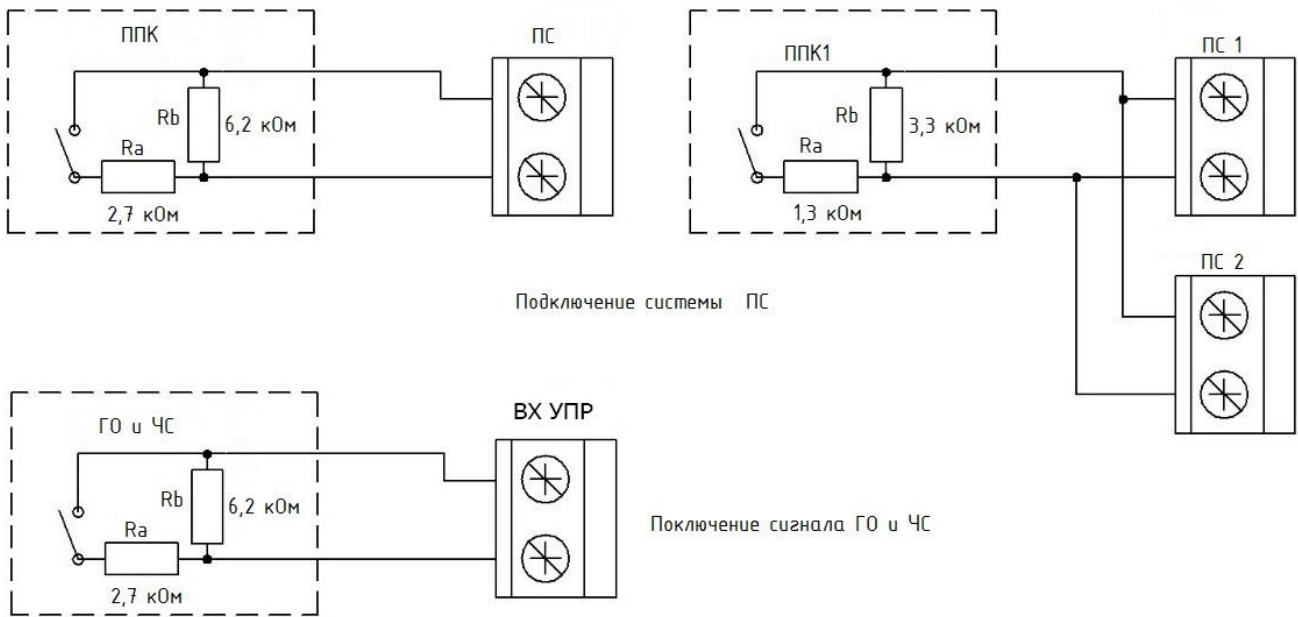 ППК
ПС
Rb
6,2 кОм
Ra
2,7 кОм
ППК1
ПС 1
Rb
3,3 кОм
Ra
1,3 кОм
ПС 2
Подключение системы ПС
ГО и ЧС
ВХ УПР
Rb
6,2 кОм
Ra
2,7 кОм
Поключение сигнала ГО и ЧС